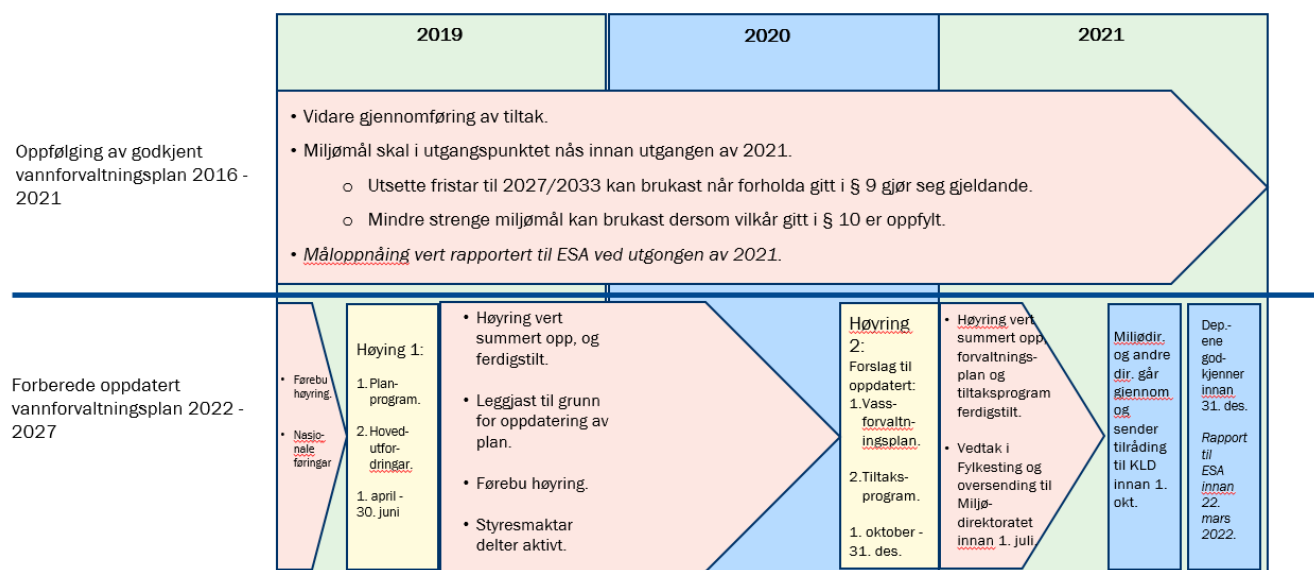 2019
2020
2021
Oppfølging av godkjent
vannforvaltningsplan 2016 -
2021
• Vidare gjennomføring av tiltak.
• Miljømål skal i utgangspunktet nås innan utgangen av 2021.
o Utsette fristar til 2027/2033 kan brukast når forholda gitt i § 9 gjør seg gjeldande.
o Mindre strenge miljømål kan brukast dersom vilkår gitt i § 10 er oppfylt.
• Måloppnåing vert rapportert til ESA ved utgongen av 2021.
Forberede oppdatert
vannforvaltningsplan 2022 -
2027
• Førebu
høyring.
• Nasjo-
nale
føringar
Høying 1:
1. Plan-
program.
2. Hoved-
utfor-
dringar.
1. april -
30. juni
• Høyring vert
summert opp, og
ferdigstilt.
• Leggjast til grunn
for oppdatering av
plan.
• Førebu høyring.
• Styresmaktar
delter aktivt.
Høyring
2:
Forslag til
oppdatert:
1.Vass-
forvaltn-
ingsplan.
2.Tiltaks-
program.
1. oktober -
31. des.
• Høyring vert
summert opp,
forvaltnings-
plan og
tiltaksprogram
ferdigstilt.
• Vedtak i
Fylkesting og
oversending til
Miljø-
direktoratet
innan 1. juli.
Miljødir.
og andre
dir. går
gjennom
og
sender
tilråding
til KLD
innan 1.
okt.
Dep.-
ene
god-
kjenner
innan
31. des.
Rapport
til
ESA
innan
22.
mars
2022.